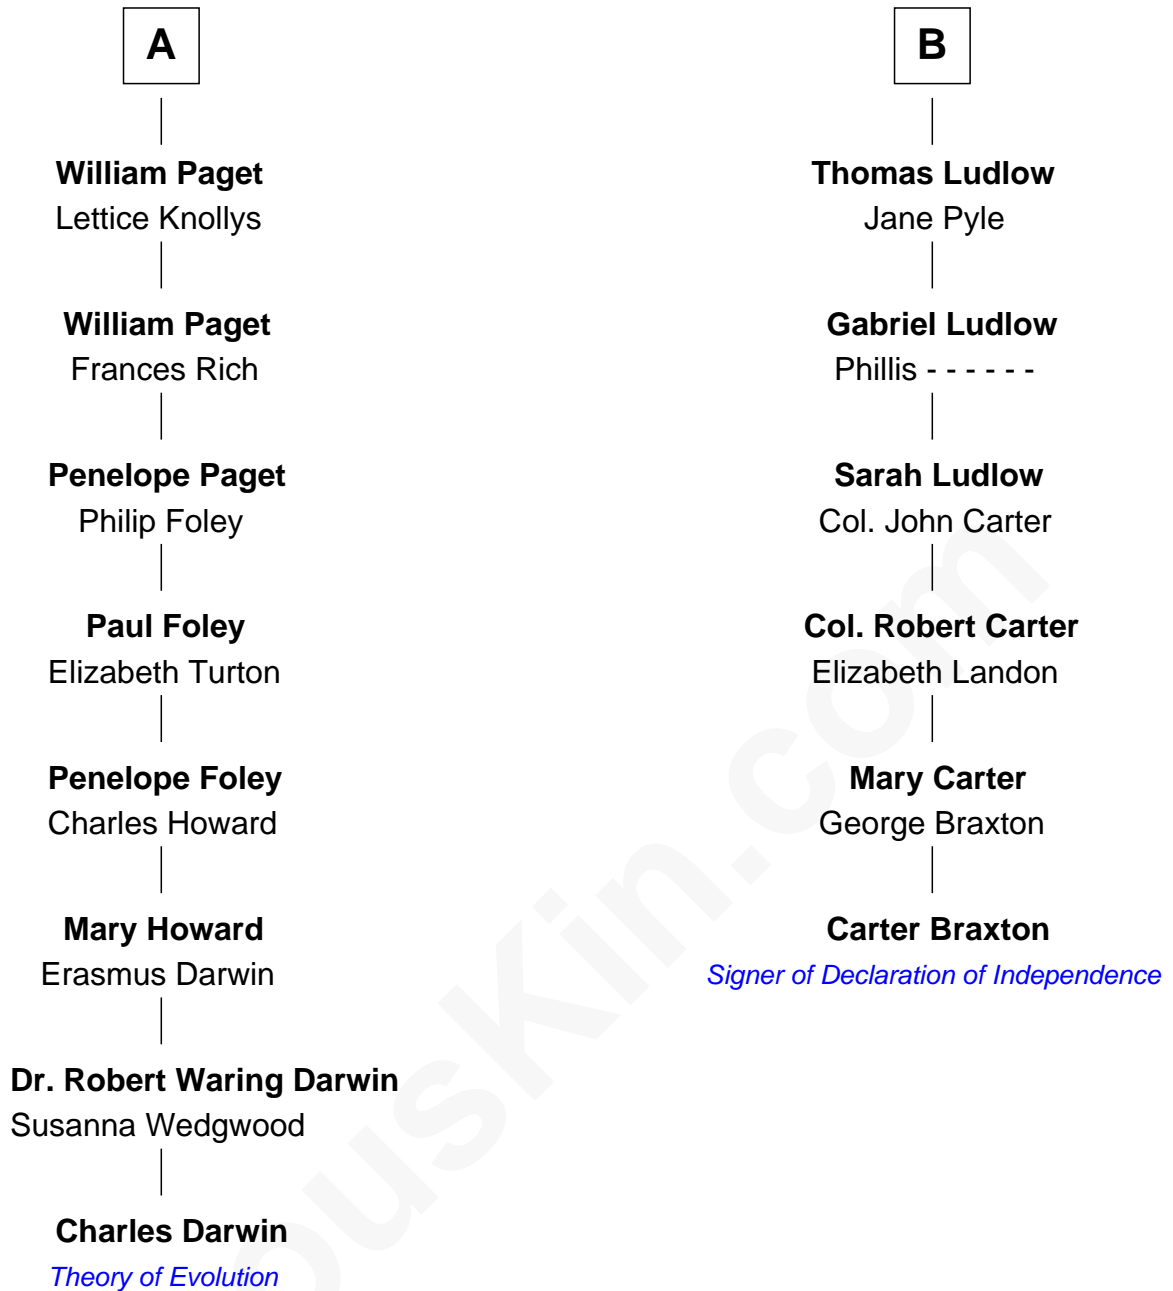 A
William Paget
Lettice Knollys
William Paget
Frances Rich
Penelope Paget
Philip Foley
Paul Foley
Elizabeth Turton
Penelope Foley
Charles Howard
Mary Howard
Erasmus Darwin
Dr. Robert Waring Darwin
Susanna Wedgwood
Charles Darwin
Theory of Evolution
B
Thomas Ludlow
Jane Pyle
Gabriel Ludlow
Phillis - - - - - -
Sarah Ludlow
Col. John Carter
Col. Robert Carter
Elizabeth Landon
Mary Carter
George Braxton
Carter Braxton
Signer of Declaration of Independence
ousKin.com